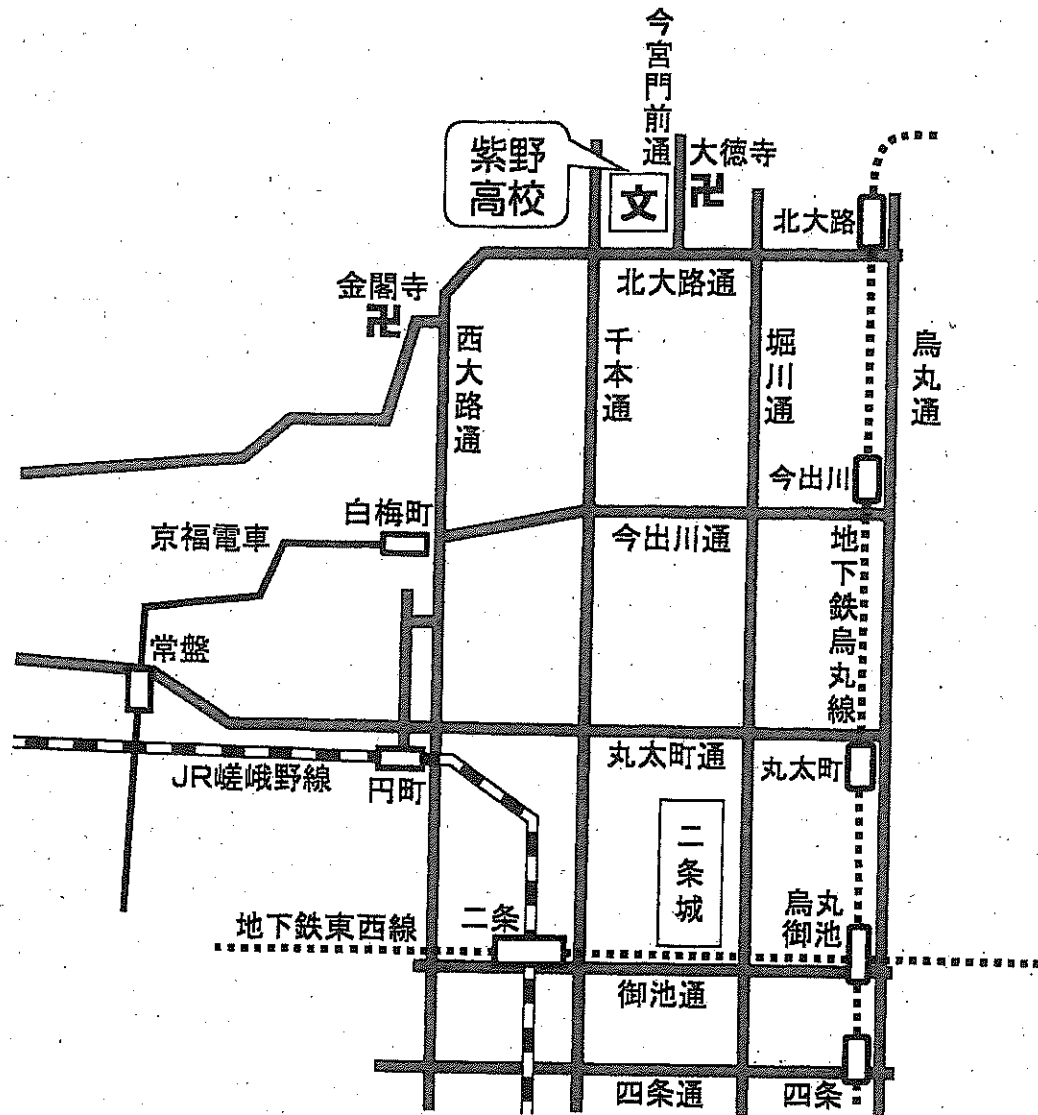 今宮門前通
紫野
高校
文
大徳寺
卍
北大路
北大路通
金閣寺
卍
西大路通
千本通
堀川通
烏丸通
今出川
白梅町
京福電車
今出川通
地下鉄烏丸線
常盤
丸太町通
丸太町
JR嵯峨野線
円町
二条城
烏丸
御池
地下鉄東西線
二条
御池通
四条通
四条